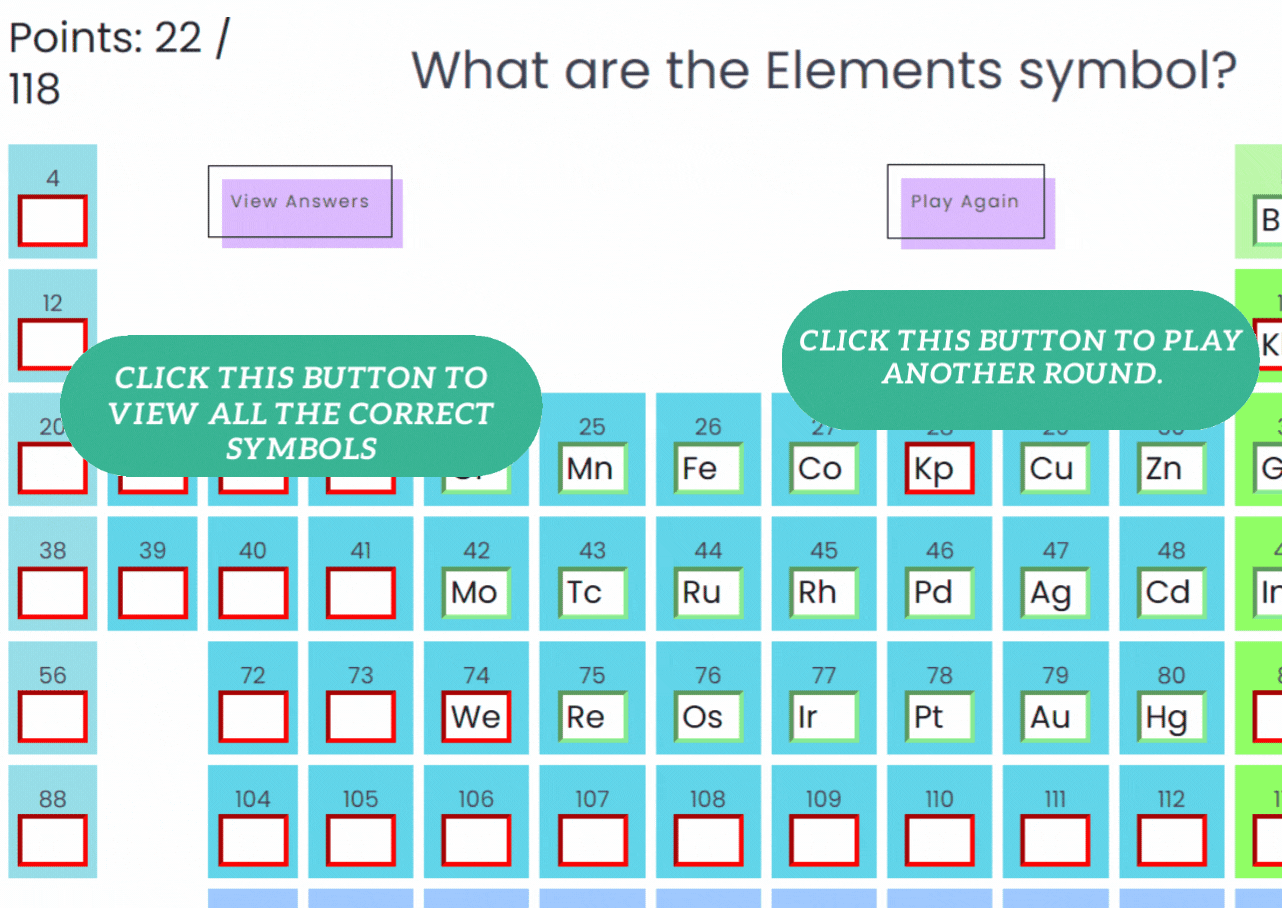 Points: 22 /
118
What are the Elements symbol?
4
View Answers
Play Again
B
12
CLICK THIS BUTTON TO PLAY
ANOTHER ROUND.
K
CLICK THIS BUTTON TO
VIEW ALL THE CORRECT
SYMBOLS
20 25 26 27 28 29 30
Mn Fe Co Kp Cu Zn G
38 39 40 41 42 43 44 45 46 47 48
Mo Tc Ru Rh Pd Ag Cd In
56 72 73 74 75 76 77 78 79 80
We Re Os Ir Pt Au Hg
88 104 105 106 107 108 109 110 111 112